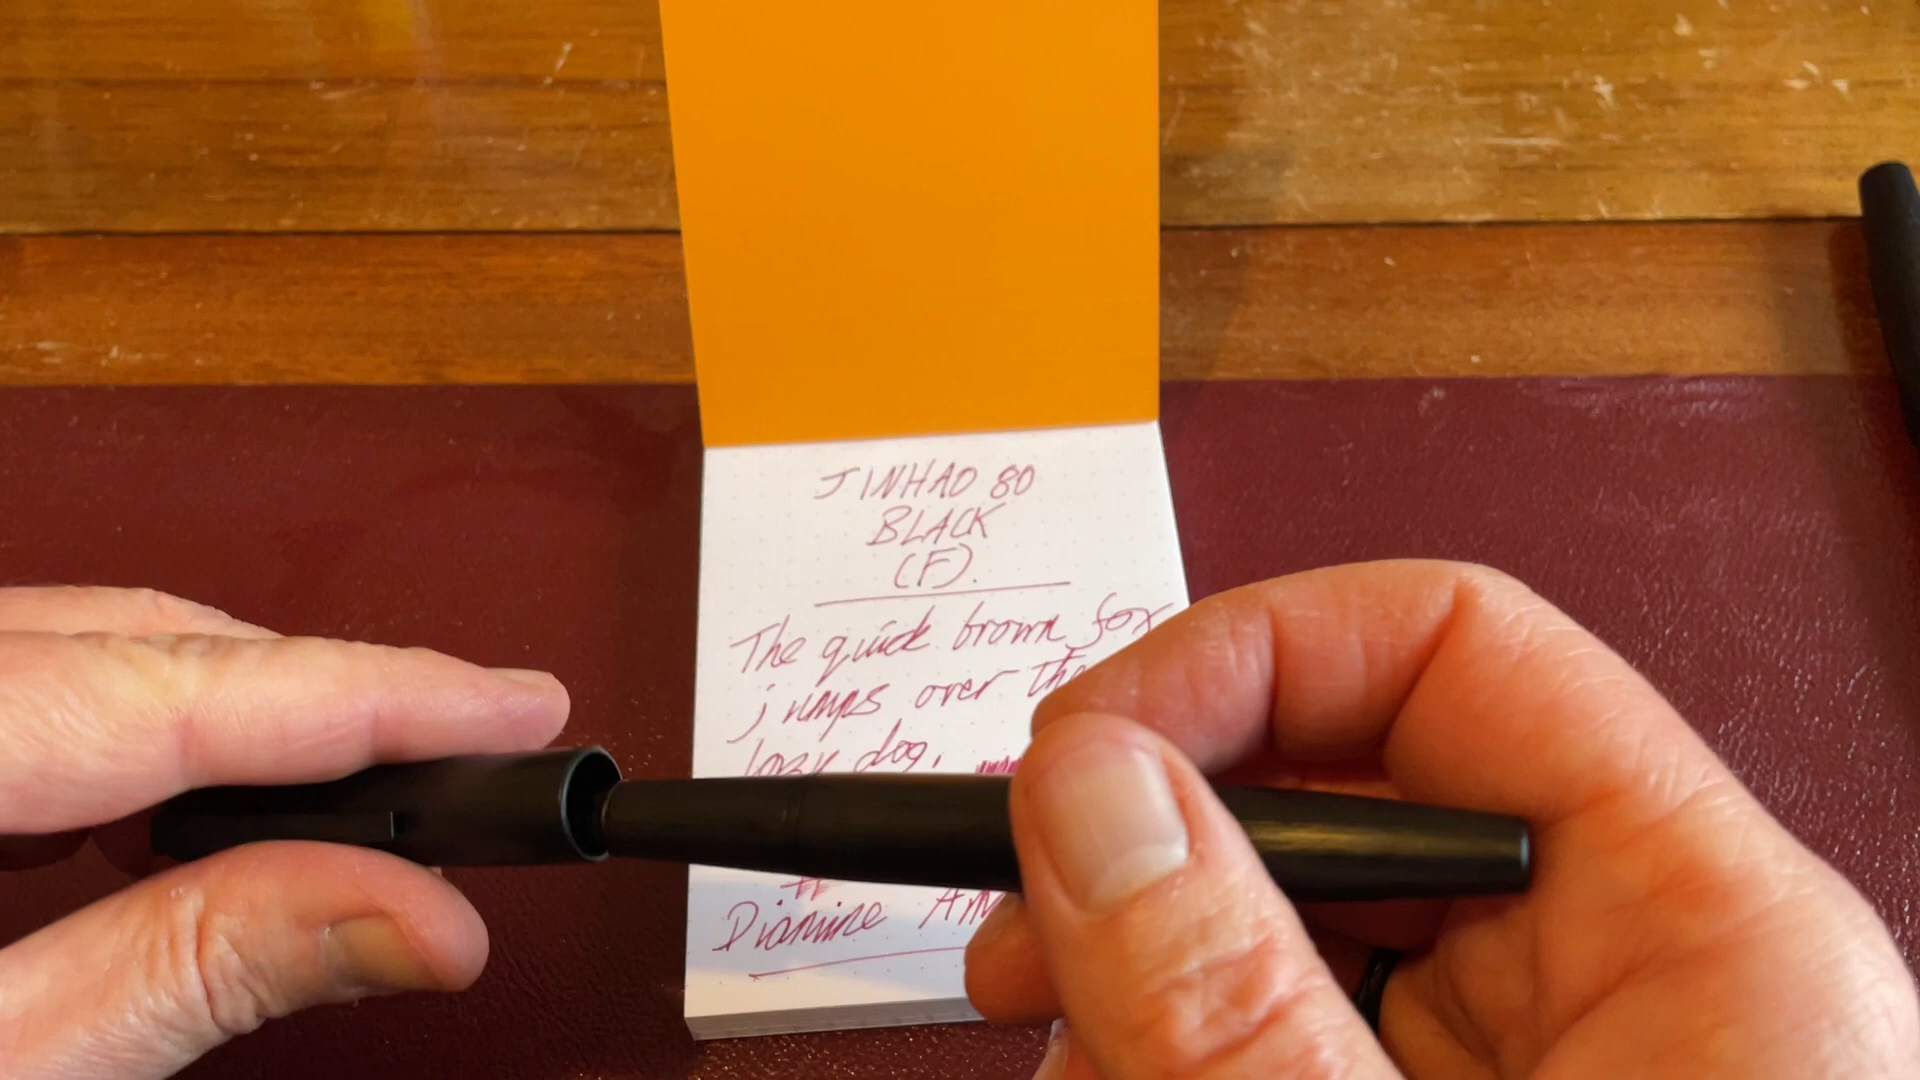 JINHAO 80
BLACK
(F).
The quick brown fox
jumps over the
lazy dog.
Diamine